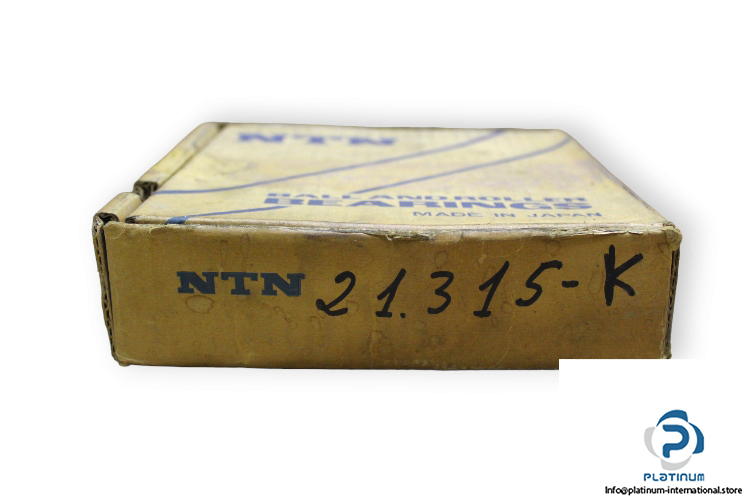 NTN
BALL AND ROLLER
BEARINGS
MADE IN JAPAN
NTN 21.315-K
PLATINUM
Info@platinum-international.store